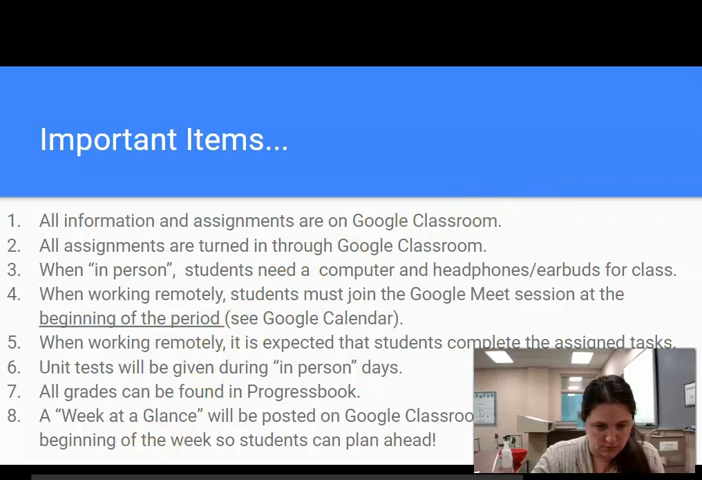 Important Items...
1. All information and assignments are on Google Classroom.
2. All assignments are turned in through Google Classroom.
3. When “in person”, students need a computer and headphones/earbuds for class.
4. When working remotely, students must join the Google Meet session at the
beginning of the period (see Google Calendar).
5. When working remotely, it is expected that students complete the assigned tasks.
6. Unit tests will be given during “in person” days.
7. All grades can be found in Progressbook.
8. A “Week at a Glance” will be posted on Google Classroo
beginning of the week so students can plan ahead!